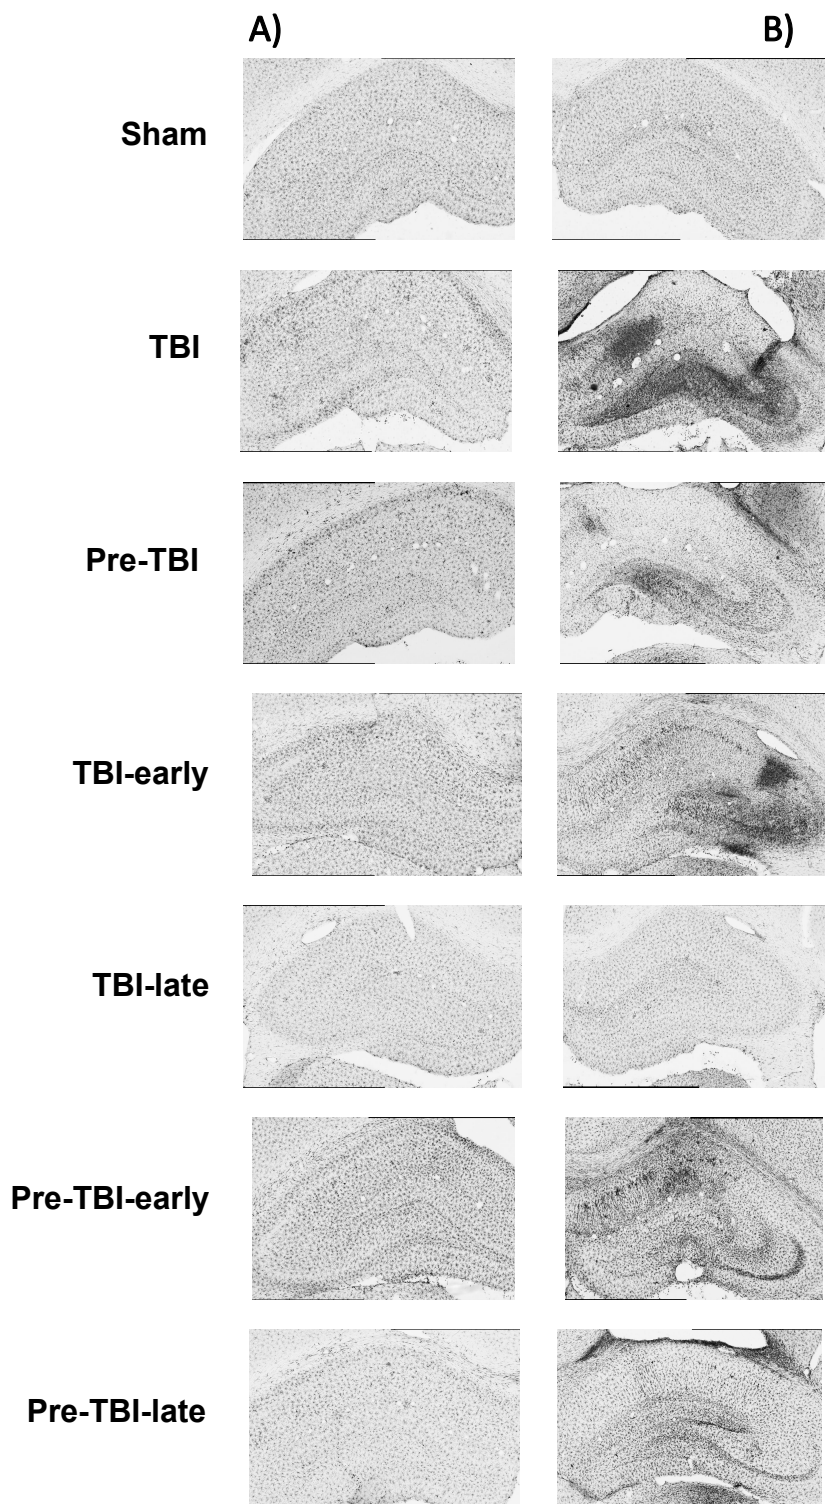 A)
B)
Sham
TBI
Pre-TBI
TBI-early
TBI-late
Pre-TBI-early
Pre-TBI-late